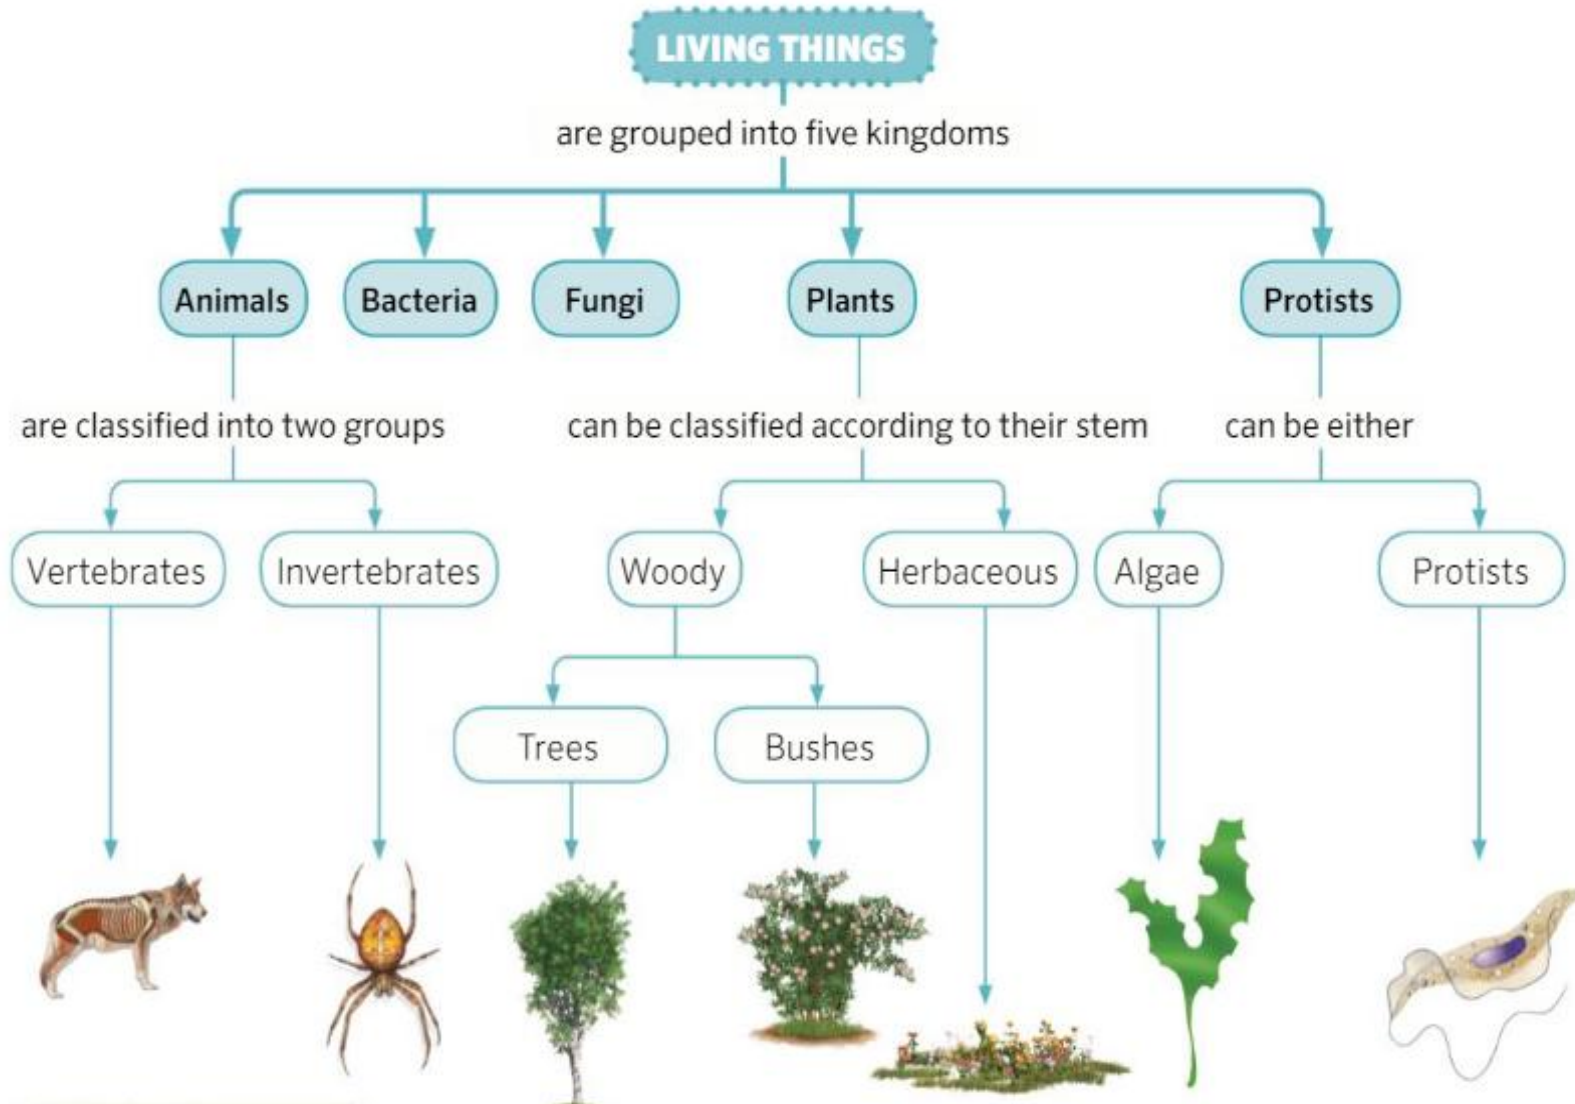 LIVING THINGS
are grouped into five kingdoms
Animals
Bacteria
Fungi
Plants
Protists
are classified into two groups
can be classified according to their stem
can be either
Vertebrates
Invertebrates
Woody
Herbaceous
Algae
Protists
Trees
Bushes